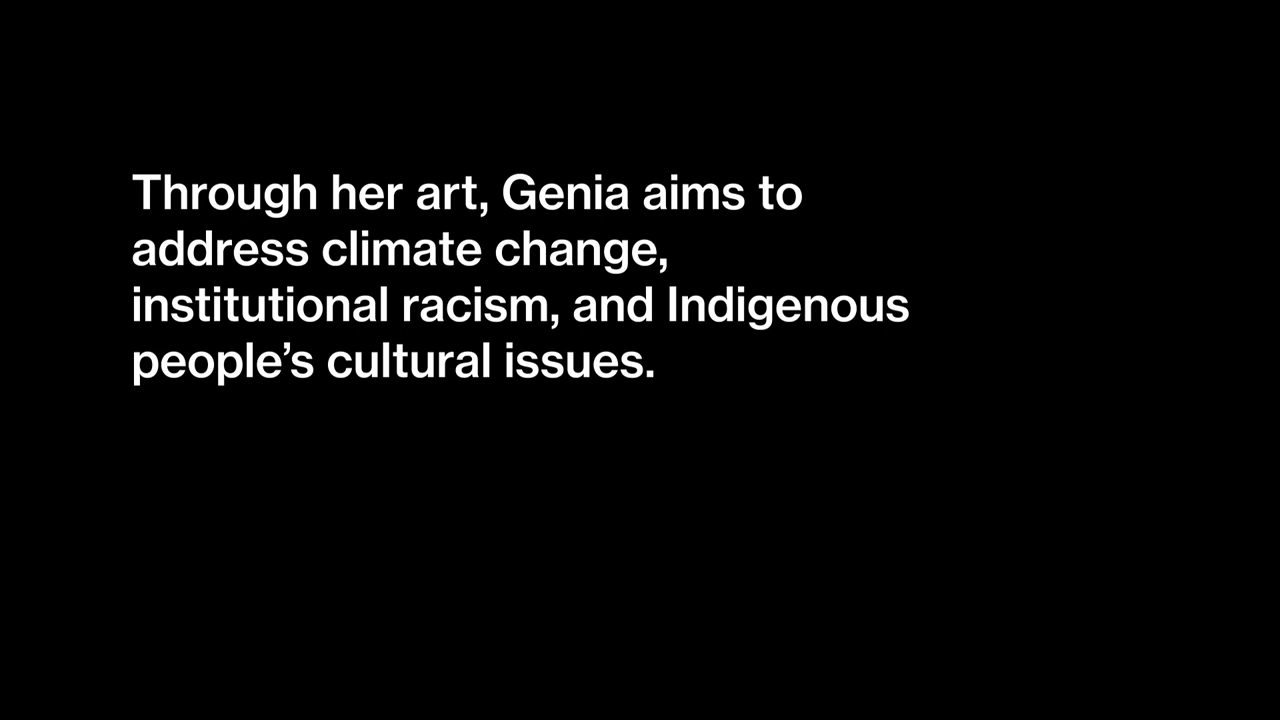 Through her art, Genia aims to
address climate change,
institutional racism, and Indigenous
people’s cultural issues.